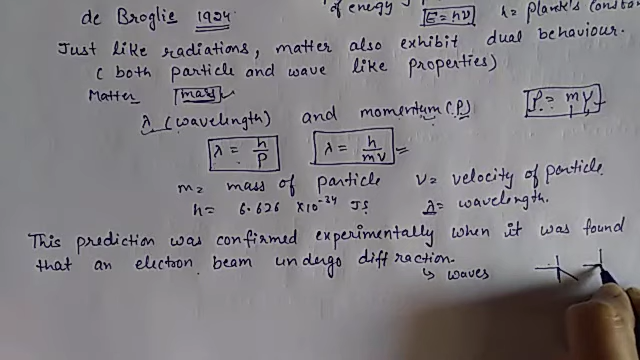 of energy
de Broglie 1924 E = hν h = planck's Constan
Just like radiations, matter also exhibit dual behaviour.
( both particle and wave like properties)
Matter mass
λ (wavelength) and momentum (P) P = mv
λ = h/P λ = h/mv =
m = mass of particle v = velocity of particle.
h = 6.626 × 10⁻³⁴ JS λ = wavelength.
This prediction was confirmed experimentally when it was found
that an electron beam undergo diffraction.
↳ waves